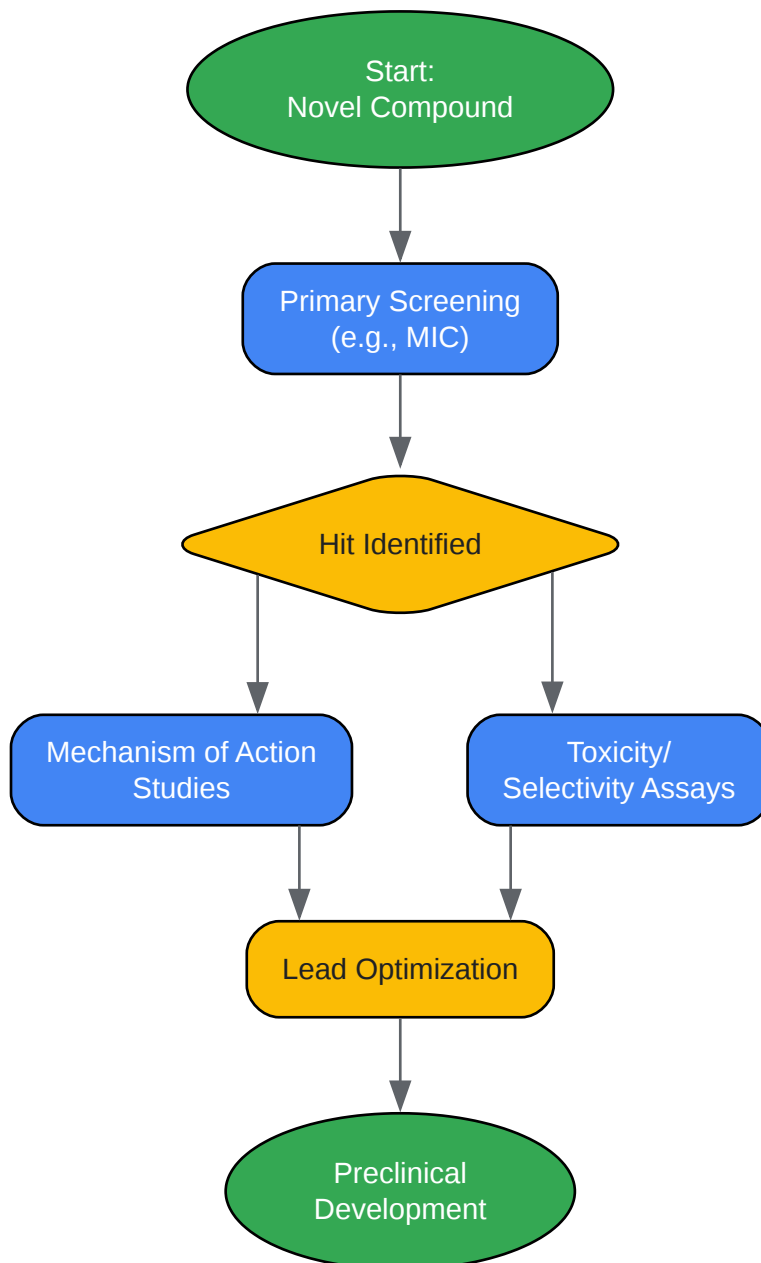 Start:
Novel Compound
Primary Screening
(e.g., MIC)
Hit Identified
Mechanism of Action
Studies
Toxicity/
Selectivity Assays
Lead Optimization
Preclinical
Development